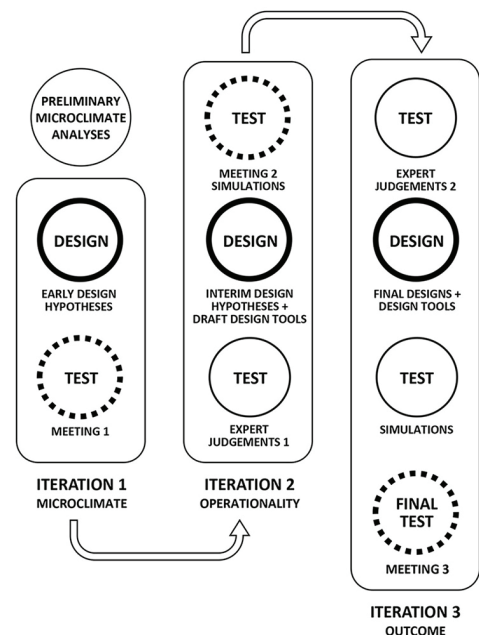 PRELIMINARY
MICROCLIMATE
ANALYSES
DESIGN
EARLY DESIGN
HYPOTHESES
TEST
MEETING 1
ITERATION 1
MICROCLIMATE
TEST
MEETING 2
SIMULATIONS
DESIGN
INTERIM DESIGN
HYPOTHESES +
DRAFT DESIGN TOOLS
TEST
EXPERT
JUDGEMENTS 1
ITERATION 2
OPERATIONALITY
TEST
EXPERT
JUDGEMENTS 2
DESIGN
FINAL DESIGNS +
DESIGN TOOLS
TEST
SIMULATIONS
FINAL
TEST
MEETING 3
ITERATION 3
OUTCOME